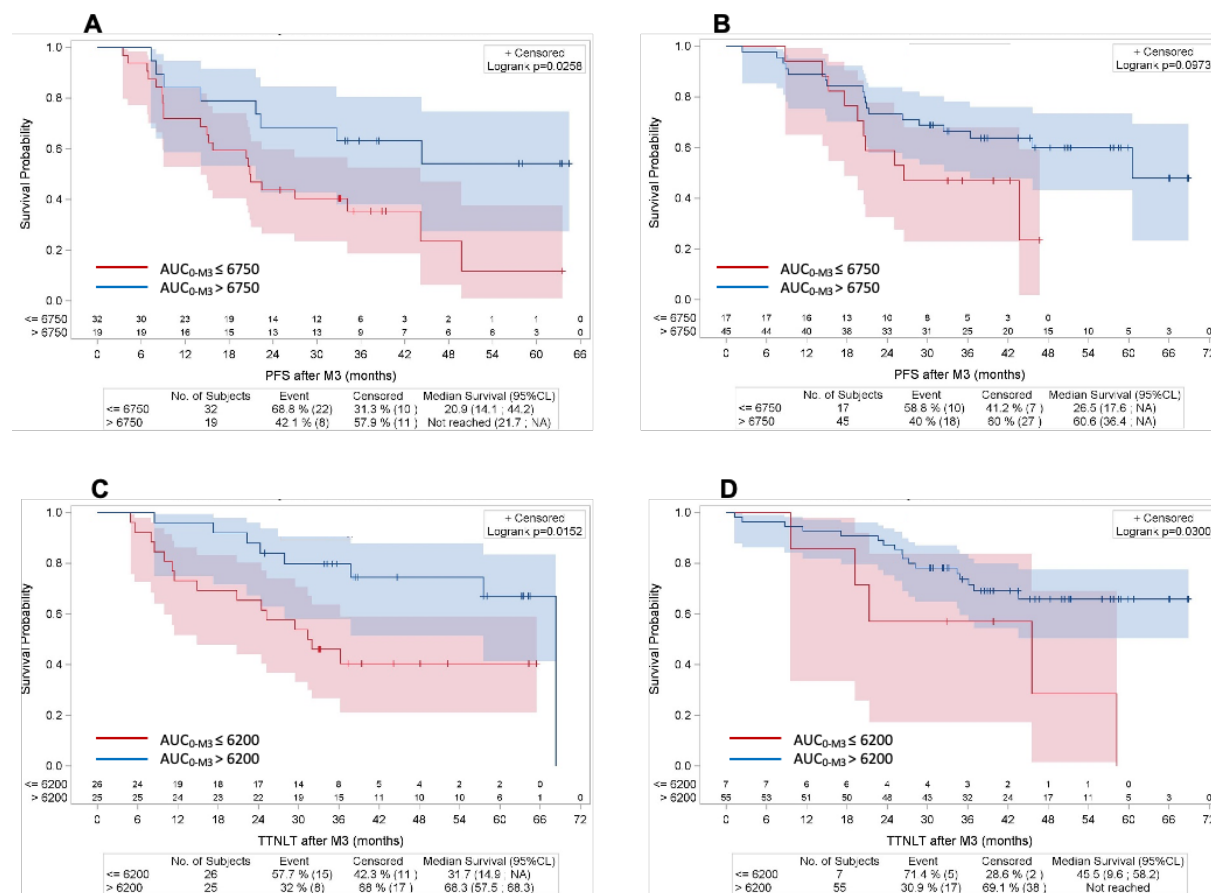 A
+ Censored
Logrank p=0.0258
1.0
0.8
0.6
0.4
0.2
0.0
Survival Probability
AUC0-M3 ≤ 6750
AUC0-M3 > 6750
<= 6750 32 30 23 19 14 12 6 3 2 1 1 0
> 6750 19 19 16 15 13 13 9 7 6 6 3 0
0 6 12 18 24 30 36 42 48 54 60 66
PFS after M3 (months)
No. of Subjects Event Censored Median Survival (95%CL)
<= 6750 32 68.8 % (22) 31.3 % (10 ) 20.9 (14.1 ; 44.2)
> 6750 19 42.1 % (8) 57.9 % (11 ) Not reached (21.7 ; NA)
B
+ Censored
Logrank p=0.0973
1.0
0.8
0.6
0.4
0.2
0.0
Survival Probability
AUC0-M3 ≤ 6750
AUC0-M3 > 6750
<= 6750 17 17 16 13 10 8 5 3 0
> 6750 45 44 40 38 33 31 25 20 15 10 5 3 0
0 6 12 18 24 30 36 42 48 54 60 66 72
PFS after M3 (months)
No. of Subjects Event Censored Median Survival (95%CL)
<= 6750 17 58.8 % (10) 41.2 % (7 ) 26.5 (17.6 ; NA)
> 6750 45 40 % (18) 60 % (27 ) 60.6 (36.4 ; NA)
C
+ Censored
Logrank p=0.0152
1.0
0.8
0.6
0.4
0.2
0.0
Survival Probability
AUC0-M3 ≤ 6200
AUC0-M3 > 6200
<= 6200 26 24 19 18 17 14 8 5 4 2 2 0
> 6200 25 25 24 23 22 19 15 11 10 10 6 1 0
0 6 12 18 24 30 36 42 48 54 60 66 72
TTNLT after M3 (months)
No. of Subjects Event Censored Median Survival (95%CL)
<= 6200 26 57.7 % (15) 42.3 % (11 ) 31.7 (14.9 ; NA)
> 6200 25 32 % (8) 68 % (17 ) 68.3 (57.5 ; 68.3)
D
+ Censored
Logrank p=0.0300
1.0
0.8
0.6
0.4
0.2
0.0
Survival Probability
AUC0-M3 ≤ 6200
AUC0-M3 > 6200
<= 6200 7 7 6 6 4 4 3 2 1 1 0
> 6200 55 53 51 50 48 43 32 24 17 11 5 3 0
0 6 12 18 24 30 36 42 48 54 60 66 72
TTNLT after M3 (months)
No. of Subjects Event Censored Median Survival (95%CL)
<= 6200 7 71.4 % (5) 28.6 % (2 ) 45.5 (9.6 ; 58.2)
> 6200 55 30.9 % (17) 69.1 % (38 ) Not reached